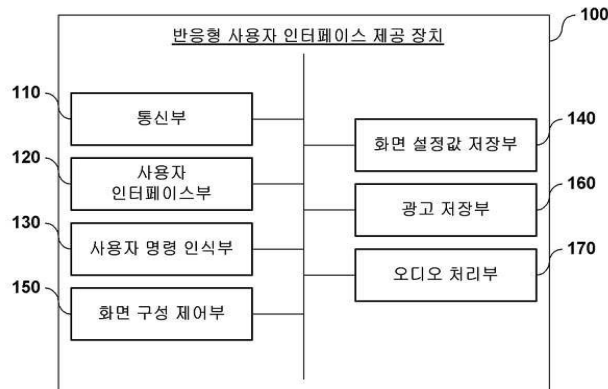 100
반응형 사용자 인터페이스 제공 장치
110
통신부
120
사용자
인터페이스부
130
사용자 명령 인식부
150
화면 구성 제어부
140
화면 설정값 저장부
160
광고 저장부
170
오디오 처리부